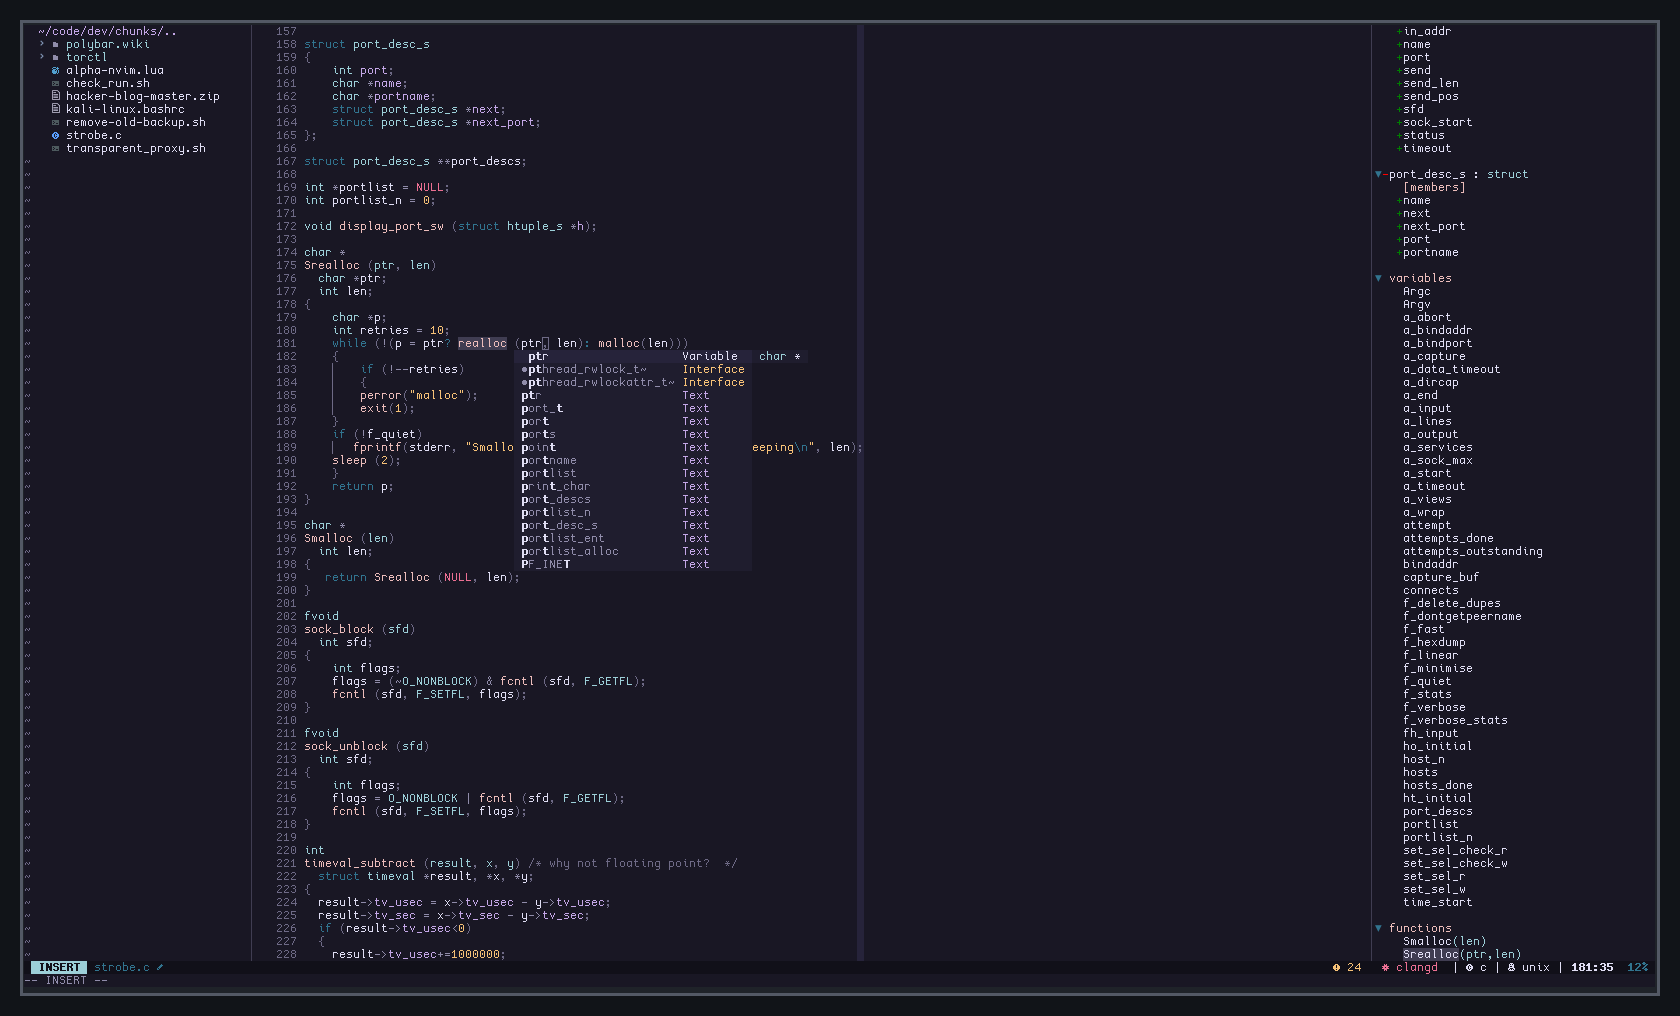 ~/code/dev/chunks/..
› polybar.wiki
› torctl
alpha-nvim.lua
check_run.sh
hacker-blog-master.zip
kali-linux.bashrc
remove-old-backup.sh
strobe.c
transparent_proxy.sh
157
158 struct port_desc_s
159 {
160     int port;
161     char *name;
162     char *portname;
163     struct port_desc_s *next;
164     struct port_desc_s *next_port;
165 };
166
167 struct port_desc_s **port_descs;
168
169 int *portlist = NULL;
170 int portlist_n = 0;
171
172 void display_port_sw (struct htuple_s *h);
173
174 char *
175 Srealloc (ptr, len)
176   char *ptr;
177   int len;
178 {
179     char *p;
180     int retries = 10;
181     while (!(p = ptr? realloc (ptr, len): malloc(len)))
182     {
183         if (!--retries)
184         {
185         perror("malloc");
186         exit(1);
187     }
188     if (!f_quiet)
189        fprintf(stderr, "Smallo eeping\n", len);
190     sleep (2);
191     }
192     return p;
193 }
194
195 char *
196 Smalloc (len)
197   int len;
198 {
199    return Srealloc (NULL, len);
200 }
201
202 fvoid
203 sock_block (sfd)
204   int sfd;
205 {
206     int flags;
207     flags = (~O_NONBLOCK) & fcntl (sfd, F_GETFL);
208     fcntl (sfd, F_SETFL, flags);
209 }
210
211 fvoid
212 sock_unblock (sfd)
213   int sfd;
214 {
215     int flags;
216     flags = O_NONBLOCK | fcntl (sfd, F_GETFL);
217     fcntl (sfd, F_SETFL, flags);
218 }
219
220 int
221 timeval_subtract (result, x, y) /* why not floating point?  */
222   struct timeval *result, *x, *y;
223 {
224   result->tv_usec = x->tv_usec - y->tv_usec;
225   result->tv_sec = x->tv_sec - y->tv_sec;
226   if (result->tv_usec<0)
227   {
228     result->tv_usec+=1000000;
ptr Variable char *
•pthread_rwlock_t~ Interface
•pthread_rwlockattr_t~ Interface
ptr Text
port_t Text
port Text
ports Text
point Text
portname Text
portlist Text
print_char Text
port_descs Text
portlist_n Text
port_desc_s Text
portlist_ent Text
portlist_alloc Text
PF_INET Text
+in_addr
+name
+port
+send
+send_len
+send_pos
+sfd
+sock_start
+status
+timeout
▼-port_desc_s : struct
[members]
+name
+next
+next_port
+port
+portname
▼ variables
Argc
Argv
a_abort
a_bindaddr
a_bindport
a_capture
a_data_timeout
a_dircap
a_end
a_input
a_lines
a_output
a_services
a_sock_max
a_start
a_timeout
a_views
a_wrap
attempt
attempts_done
attempts_outstanding
bindaddr
capture_buf
connects
f_delete_dupes
f_dontgetpeername
f_fast
f_hexdump
f_linear
f_minimise
f_quiet
f_stats
f_verbose
f_verbose_stats
fh_input
ho_initial
host_n
hosts
hosts_done
ht_initial
port_descs
portlist
portlist_n
set_sel_check_r
set_sel_check_w
set_sel_r
set_sel_w
time_start
▼ functions
Smalloc(len)
Srealloc(ptr,len)
INSERT strobe.c 24 clangd | c | unix | 181:35 12%
-- INSERT --